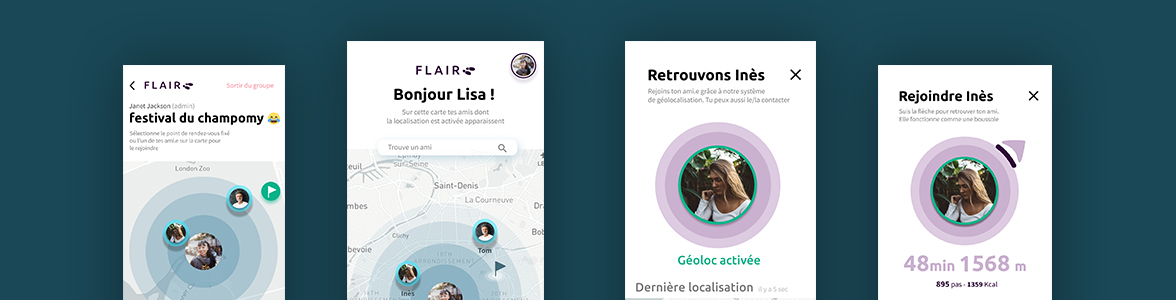 FLAIR
Sortir du groupe
Janet Jackson (admin)
festival du champomy 😂
Sélectionne le point de rendez-vous fixé
ou l'un de tes ami.e sur la carte pour
le rejoindre
London Zoo
FLAIR
Bonjour Lisa !
Sur cette carte tes amis dont
la localisation est activée apparaissent
Trouve un ami
sur-Seine
Saint-Denis
La Courneuve
Clichy
Tom
18TH
ARRONDISSEMENT
Inès
Retrouvons Inès
Rejoins ton ami.e grâce à notre système
de géolocalisation. Tu peux aussi le/la contacter
Géoloc activée
Dernière localisation il y a 5 sec
Rejoindre Inès
Suis la flèche pour retrouver ton ami.
Elle fonctionne comme une boussole
48min 1568 m
895 pas - 1359 Kcal